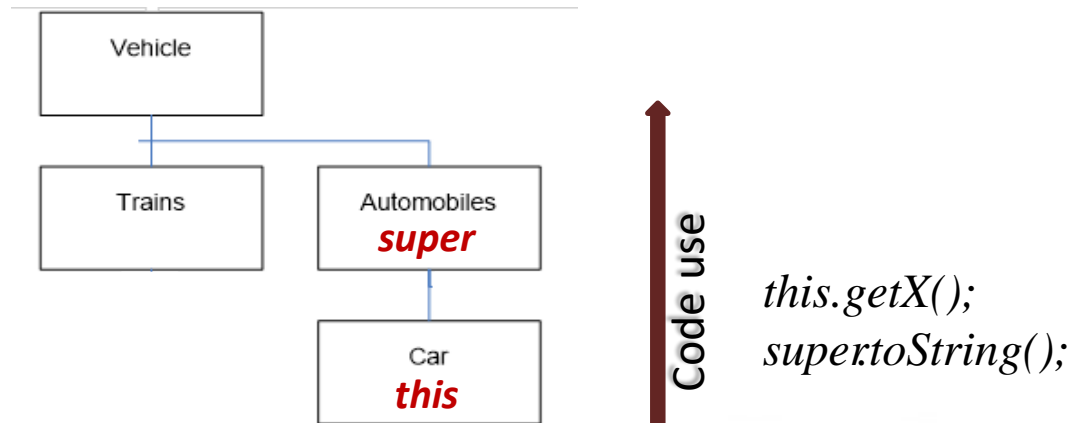 Vehicle
Trains
Automobiles
super
Car
this
Code use
this.getX();
super.toString();